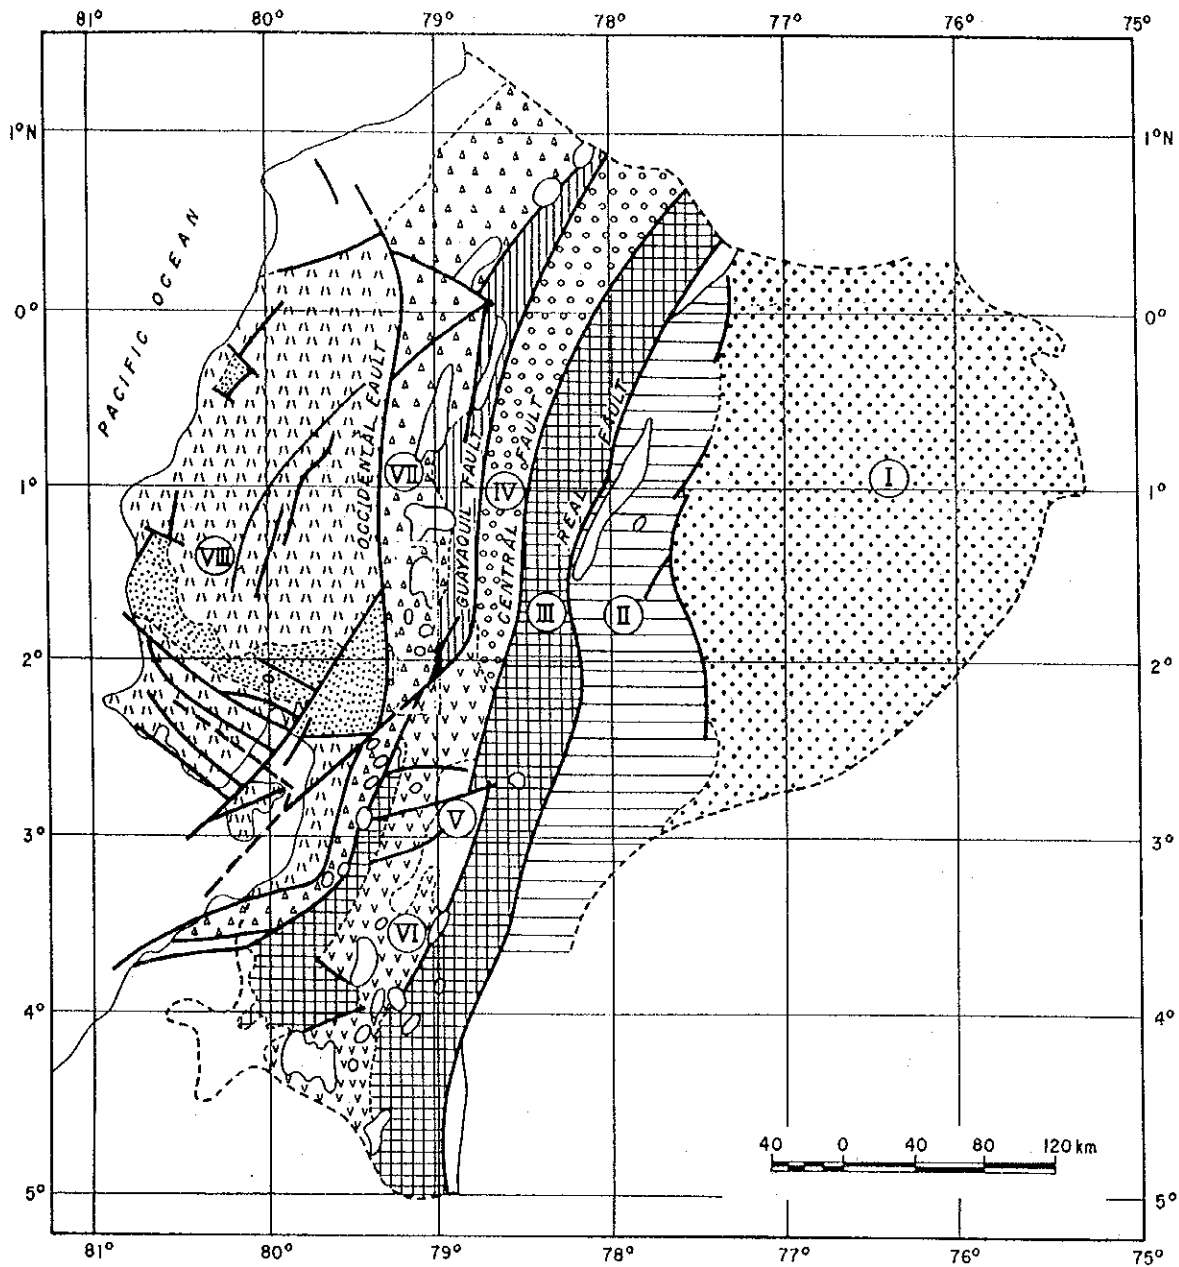 81° 80° 79° 78° 77° 76° 75°
1°N 1°N
PACIFIC OCEAN
0° 0°
OCCIDENTAL FAULT
GUAYAQUIL FAULT
CENTRAL FAULT
REAL FAULT
VII
IV
I
1° 1°
VIII
III
II
2° 2°
V
3° 3°
VI
4° 4°
40 0 40 80 120 km
5° 5°
81° 80° 79° 78° 77° 76° 75°